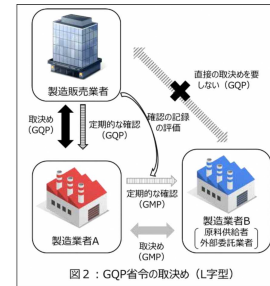 製造販売業者
直接の取決めを要
しない（GQP）
取決め
（GQP）
定期的な確認
（GQP）
確認の記録
の評価
定期的な確認
（GMP）
製造業者A
製造業者B
原料供給者
外部委託業者
取決め
（GMP）
図２：GQP省令の取決め（L字型）